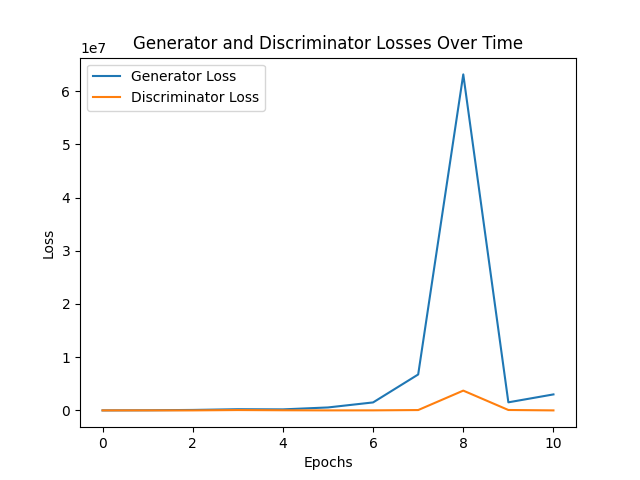 Generator and Discriminator Losses Over Time
1e7
Generator Loss
Discriminator Loss
6
5
4
3
2
1
0
Loss
0 2 4 6 8 10
Epochs